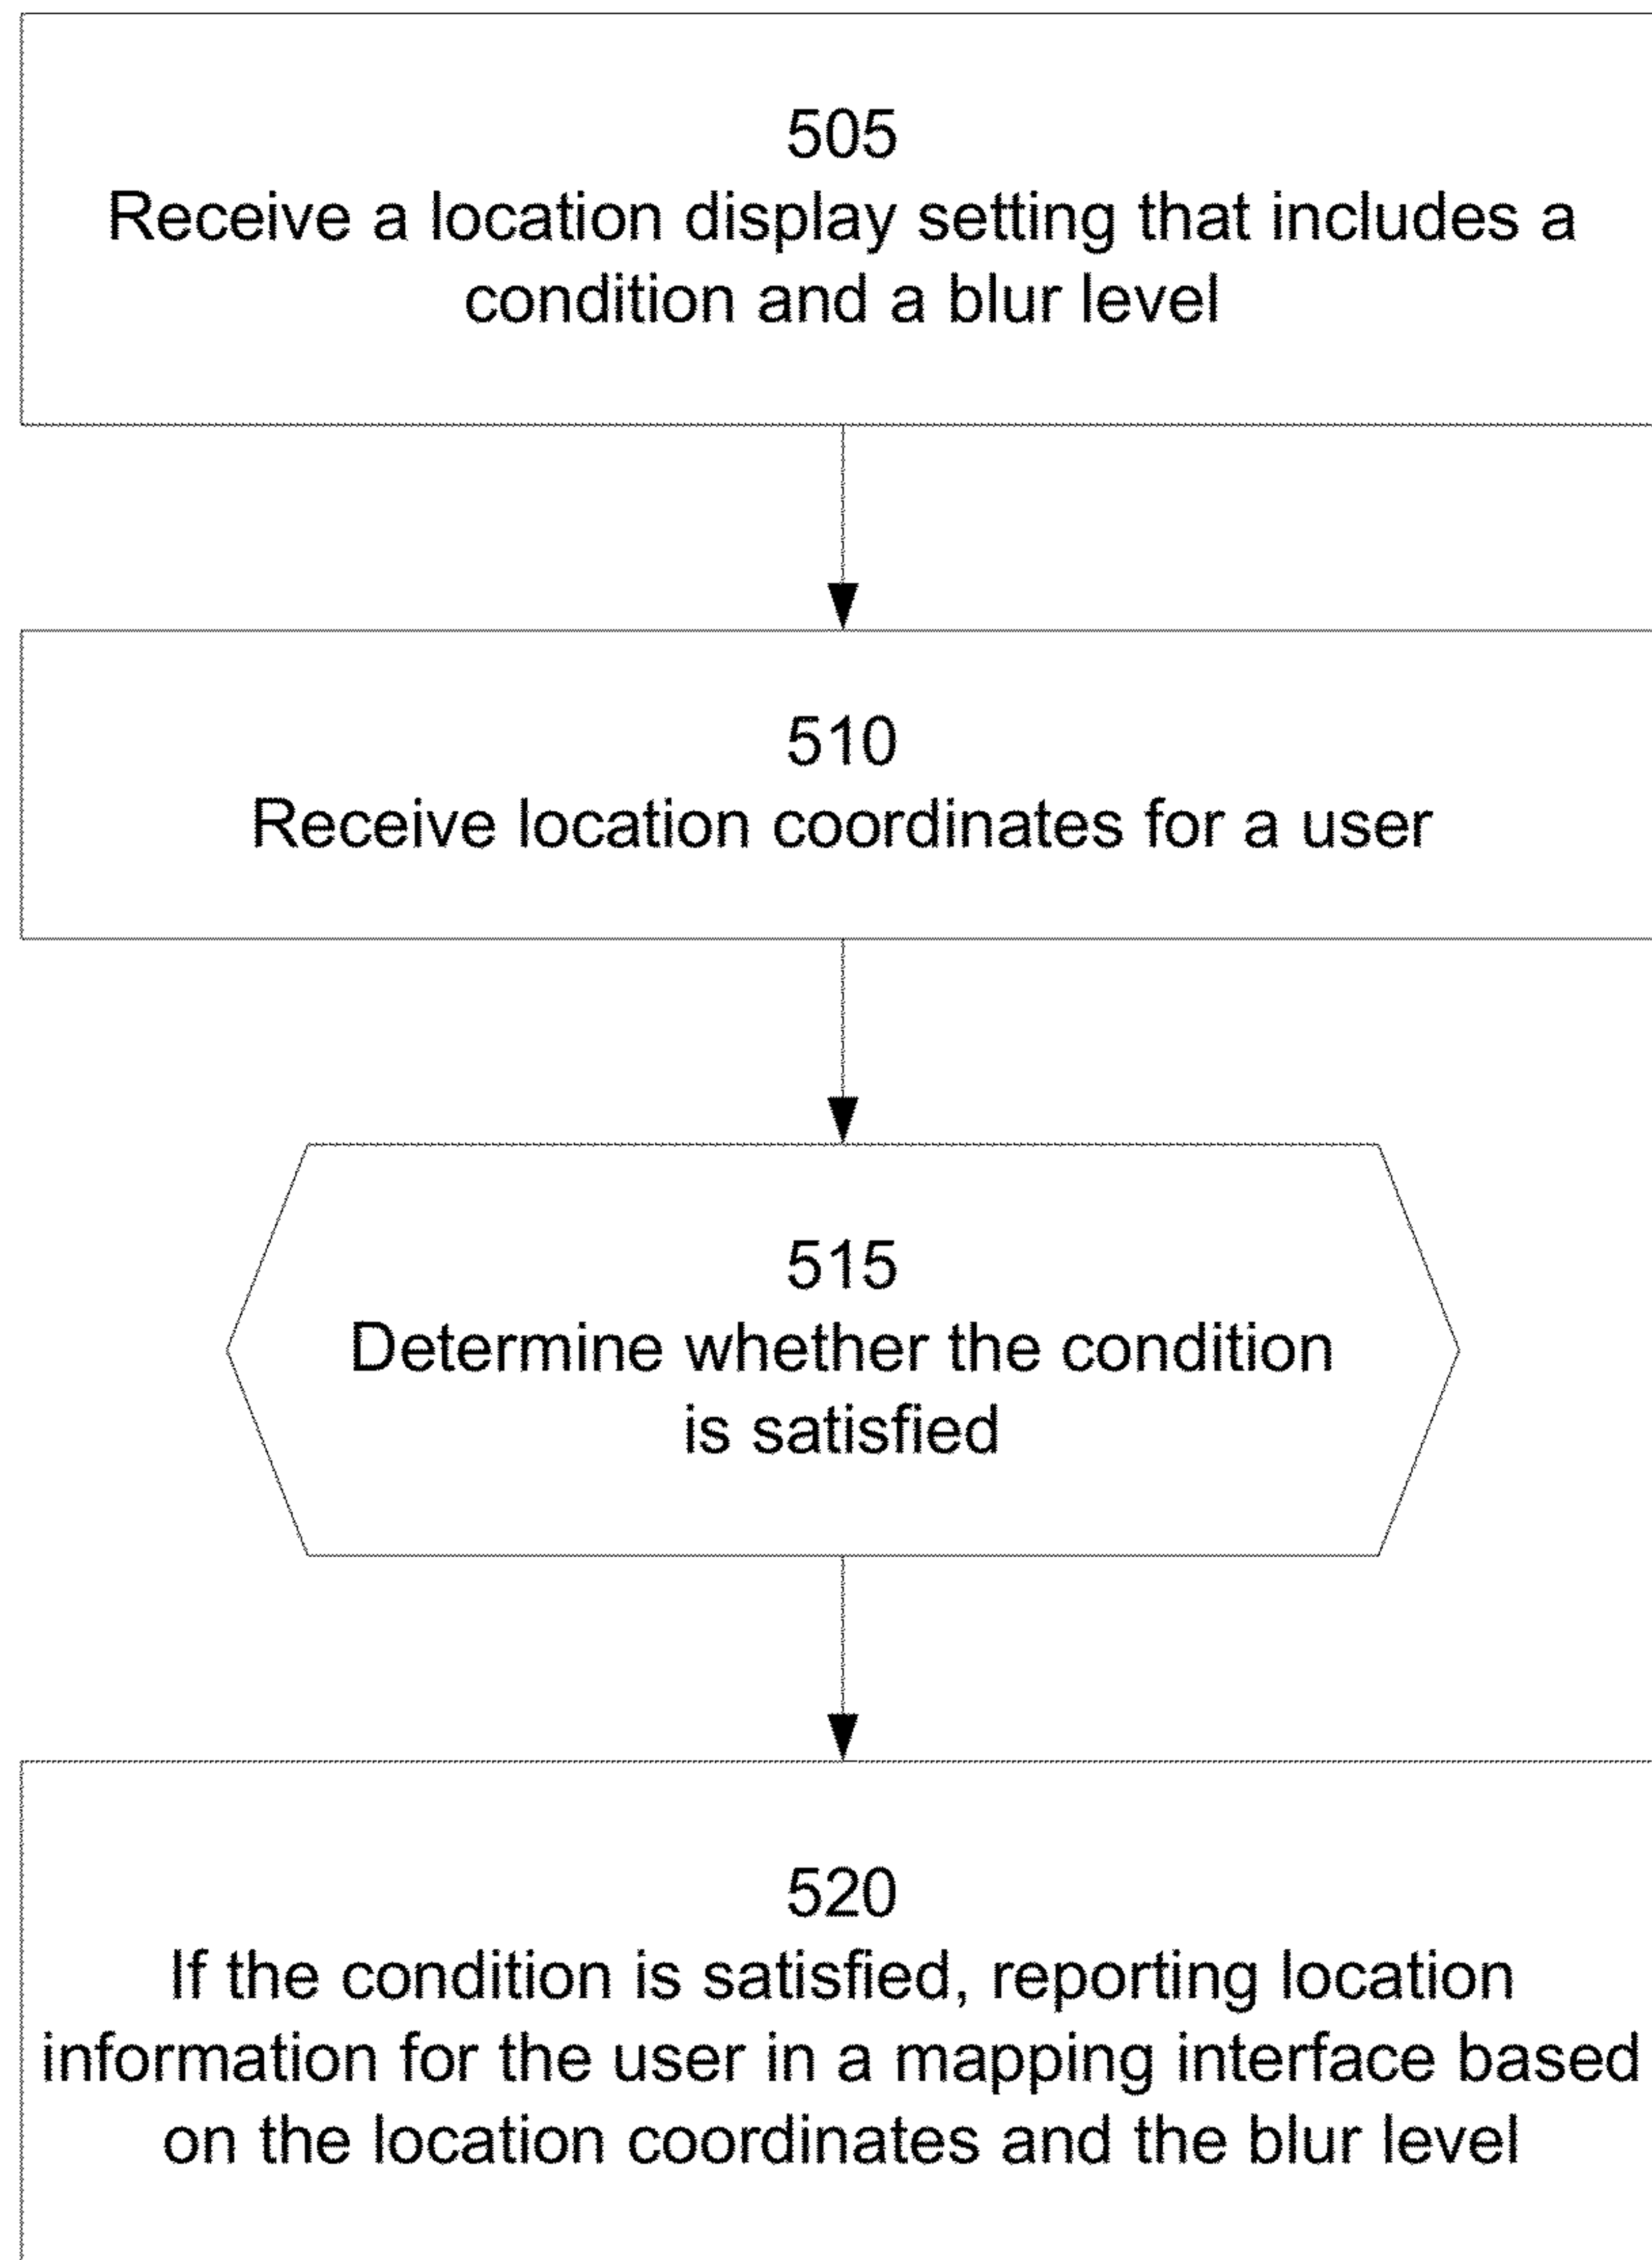 505
Receive a location display setting that includes a
condition and a blur level
510
Receive location coordinates for a user
515
Determine whether the condition
is satisfied
520
If the condition is satisfied, reporting location
information for the user in a mapping interface based
on the location coordinates and the blur level